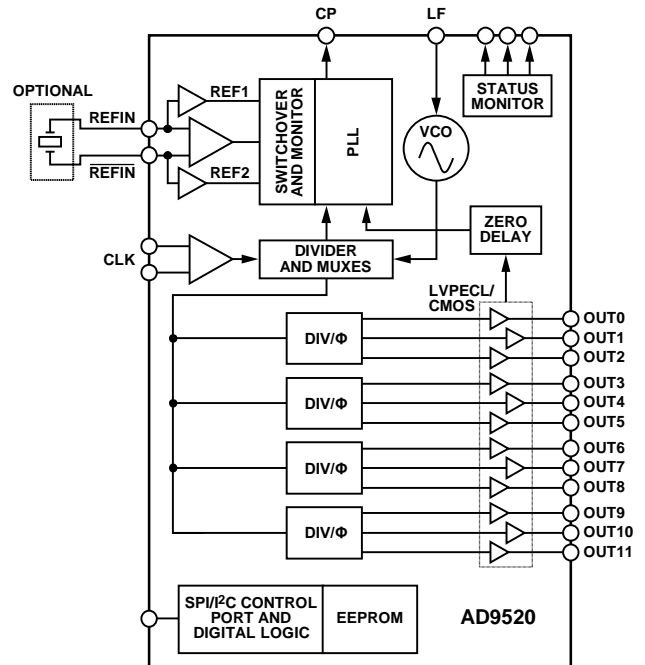 CP
LF
OPTIONAL
REFIN
REFIN
REF1
REF2
SWITCHOVER
AND MONITOR
PLL
VCO
STATUS
MONITOR
CLK
DIVIDER
AND MUXES
ZERO
DELAY
LVPECL/
CMOS
DIV/Φ
OUT0
OUT1
OUT2
DIV/Φ
OUT3
OUT4
OUT5
DIV/Φ
OUT6
OUT7
OUT8
DIV/Φ
OUT9
OUT10
OUT11
SPI/I²C CONTROL
PORT AND
DIGITAL LOGIC
EEPROM
AD9520